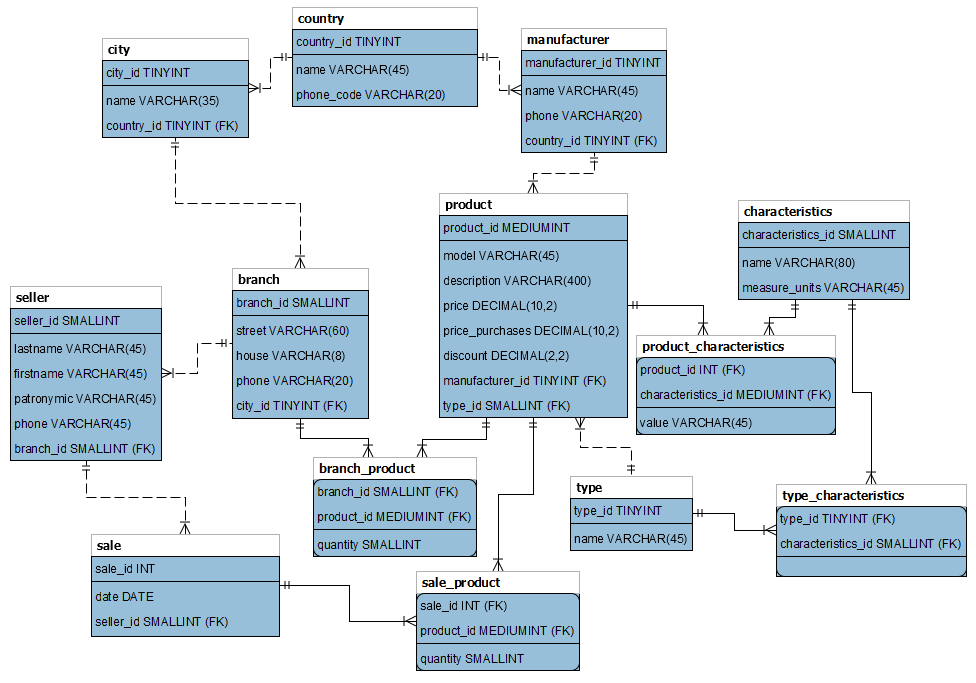 country
country_id TINYINT
name VARCHAR(45)
phone_code VARCHAR(20)
city
city_id TINYINT
name VARCHAR(35)
country_id TINYINT (FK)
manufacturer
manufacturer_id TINYINT
name VARCHAR(45)
phone VARCHAR(20)
country_id TINYINT (FK)
product
product_id MEDIUMINT
model VARCHAR(45)
description VARCHAR(400)
price DECIMAL(10,2)
price_purchases DECIMAL(10,2)
discount DECIMAL(2,2)
manufacturer_id TINYINT (FK)
type_id SMALLINT (FK)
characteristics
characteristics_id SMALLINT
name VARCHAR(80)
measure_units VARCHAR(45)
branch
branch_id SMALLINT
street VARCHAR(60)
house VARCHAR(8)
phone VARCHAR(20)
city_id TINYINT (FK)
seller
seller_id SMALLINT
lastname VARCHAR(45)
firstname VARCHAR(45)
patronymic VARCHAR(45)
phone VARCHAR(45)
branch_id SMALLINT (FK)
product_characteristics
product_id INT (FK)
characteristics_id MEDIUMINT (FK)
value VARCHAR(45)
branch_product
branch_id SMALLINT (FK)
product_id MEDIUMINT (FK)
quantity SMALLINT
type
type_id TINYINT
name VARCHAR(45)
type_characteristics
type_id TINYINT (FK)
characteristics_id SMALLINT (FK)
sale
sale_id INT
date DATE
seller_id SMALLINT (FK)
sale_product
sale_id INT (FK)
product_id MEDIUMINT (FK)
quantity SMALLINT